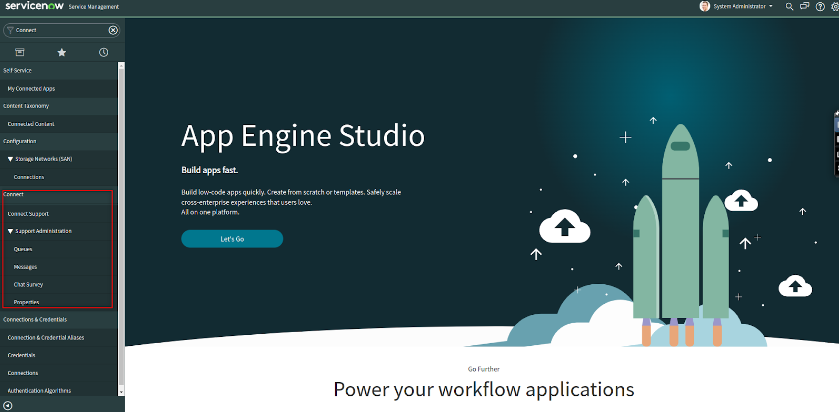 servicenow Service Management
System Administrator
Connect
Self-Service
My Connected Apps
Content Taxonomy
Connected Content
Configuration
Storage Networks (SAN)
Connections
Connect
Connect Support
Support Administration
Queues
Messages
Chat Survey
Properties
Connections & Credentials
Connection & Credential Aliases
Credentials
Connections
Authentication Algorithms
App Engine Studio
Build apps fast.
Build low-code apps quickly. Create from scratch or templates. Safely scale
cross-enterprise experiences that users love.
All on one platform.
Let's Go
Go Further
Power your workflow applications